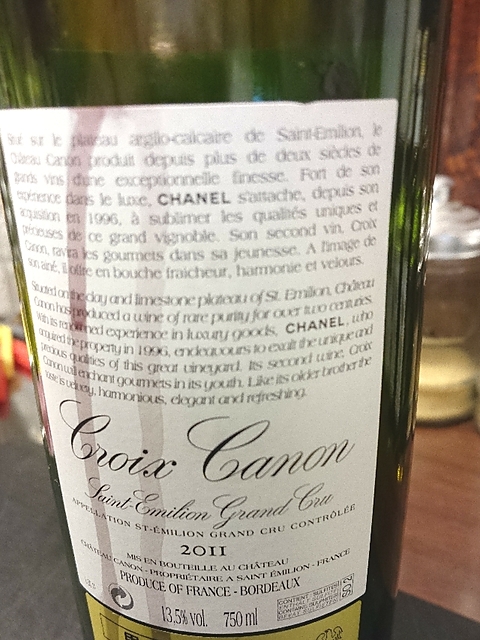 Situé sur le plateau argilo-calcaire de Saint-Emilion, le
Château Canon produit depuis plus de deux siècles de
grands vins d'une exceptionnelle finesse. Fort de son
expérience dans le luxe, CHANEL s'attache, depuis son
acquisition en 1996, à sublimer les qualités uniques et
précieuses de ce grand vignoble. Son second vin, Croix
Canon, ravira les gourmets dans sa jeunesse. A l'image de
son aîné, il offre en bouche fraîcheur, harmonie et velours.
Situated on the clay and limestone plateau of St. Emilion, Château
Canon has produced a wine of rare purity for over two centuries.
With its renowned experience in luxury goods, CHANEL, who
acquired the property in 1996, endeavours to exalt the unique and
precious qualities of this great vineyard. Its second wine, Croix
Canon will enchant gourmets in its youth. Like its older brother the
taste is velvety, harmonious, elegant and refreshing.
Croix Canon
Saint-Emilion Grand Cru
APPELLATION ST-ÉMILION GRAND CRU CONTRÔLÉE
2011
MIS EN BOUTEILLE AU CHÂTEAU
CHÂTEAU CANON - PROPRIÉTAIRE A SAINT ÉMILION - FRANCE
PRODUCE OF FRANCE - BORDEAUX
13.5% vol. 750 ml